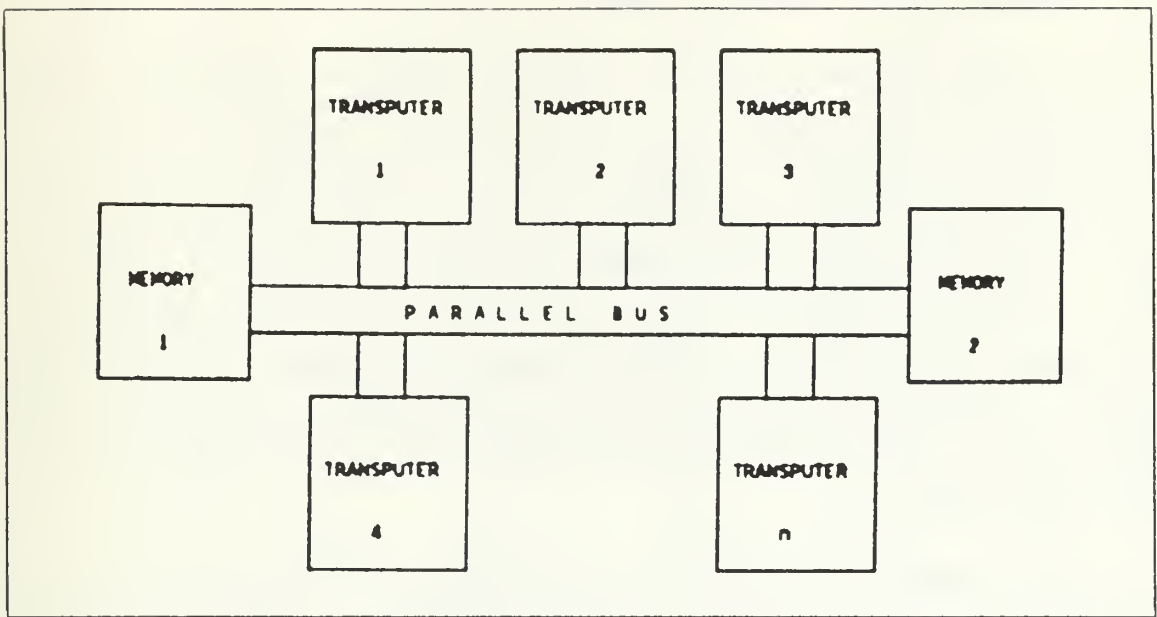 TRANSPUTER
1
TRANSPUTER
2
TRANSPUTER
3
MEMORY
1
PARALLEL BUS
MEMORY
2
TRANSPUTER
4
TRANSPUTER
n